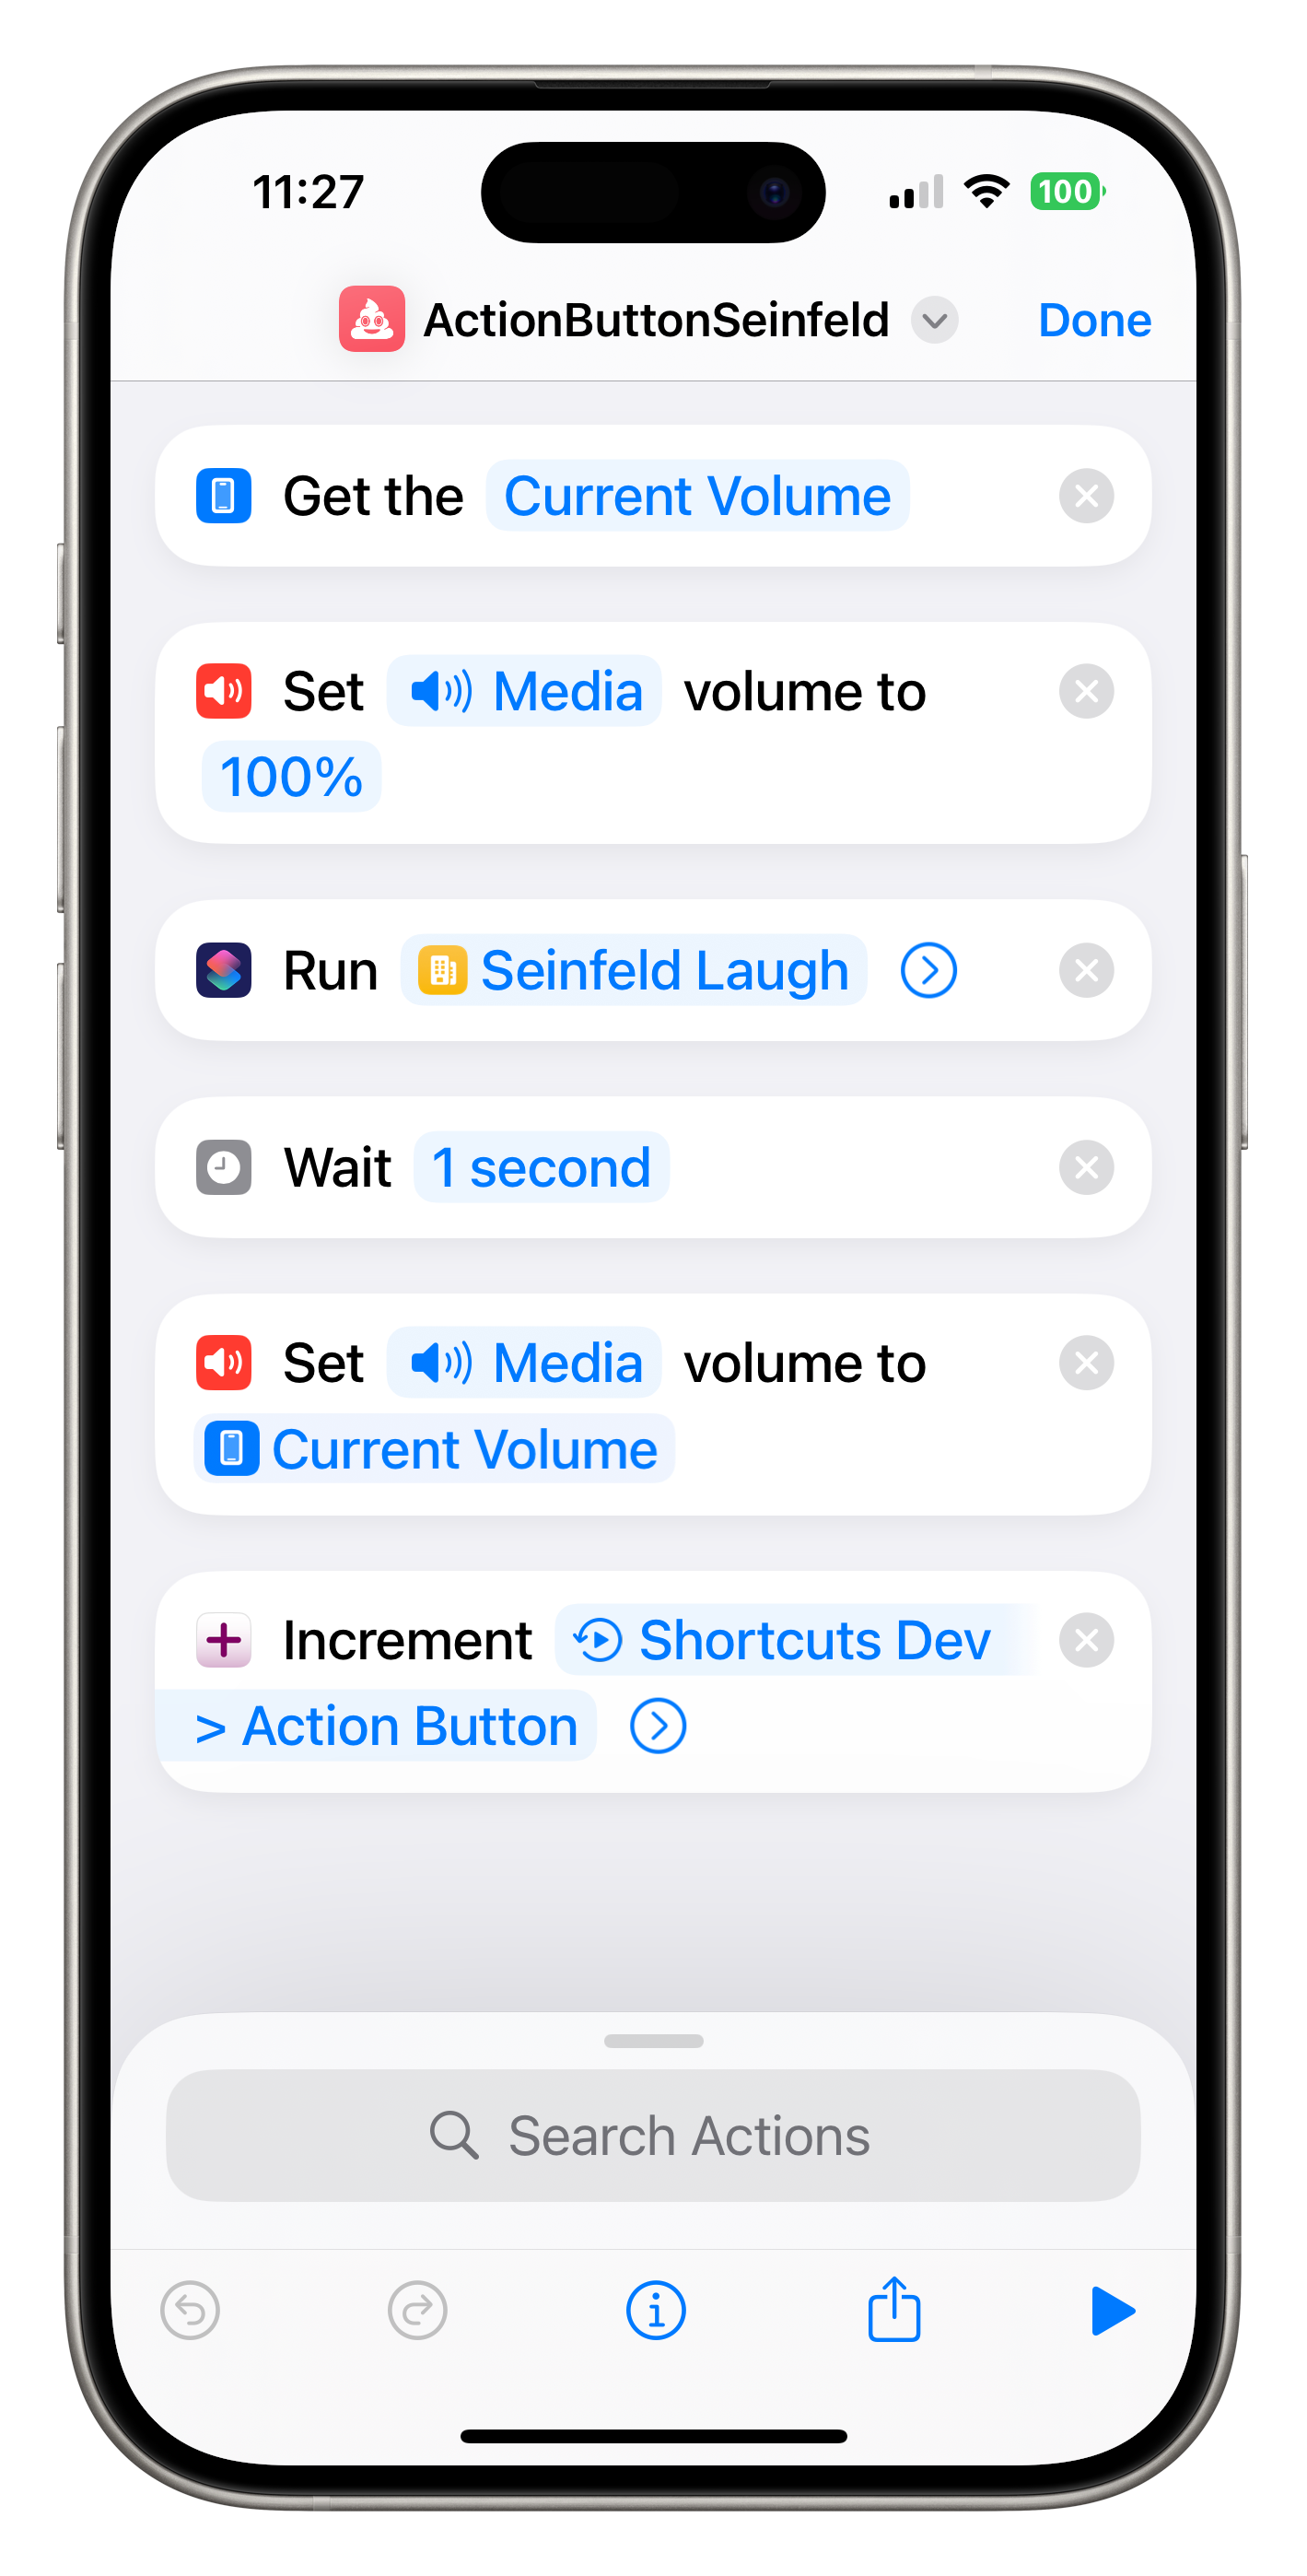 11:27
100
ActionButtonSeinfeld
Done
Get the Current Volume
Set Media volume to
100%
Run Seinfeld Laugh
Wait 1 second
Set Media volume to
Current Volume
Increment Shortcuts Dev
> Action Button
Search Actions